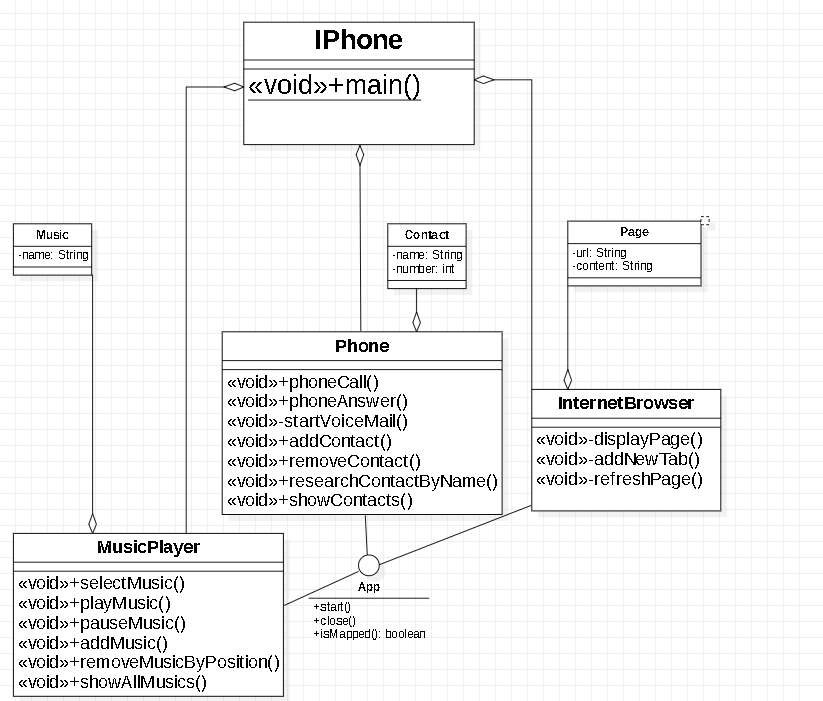 IPhone
«void»+main()
Music
-name: String
Contact
-name: String
-number: int
Page
-url: String
-content: String
Phone
«void»+phoneCall()
«void»+phoneAnswer()
«void»-startVoiceMail()
«void»+addContact()
«void»+removeContact()
«void»+researchContactByName()
«void»+showContacts()
InternetBrowser
«void»-displayPage()
«void»-addNewTab()
«void»-refreshPage()
MusicPlayer
«void»+selectMusic()
«void»+playMusic()
«void»+pauseMusic()
«void»+addMusic()
«void»+removeMusicByPosition()
«void»+showAllMusics()
App
+start()
+close()
+isMapped(): boolean